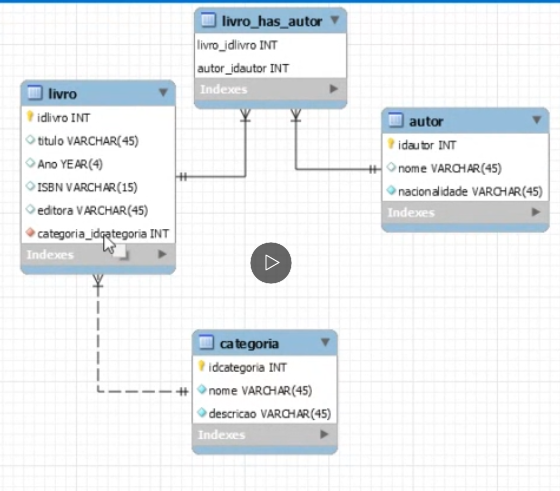 livro_has_autor
livro_idlivro INT
autor_idautor INT
Indexes
livro
idlivro INT
titulo VARCHAR(45)
Ano YEAR(4)
ISBN VARCHAR(15)
editora VARCHAR(45)
categoria_idcategoria INT
Indexes
autor
idautor INT
nome VARCHAR(45)
nacionalidade VARCHAR(45)
Indexes
categoria
idcategoria INT
nome VARCHAR(45)
descricao VARCHAR(45)
Indexes